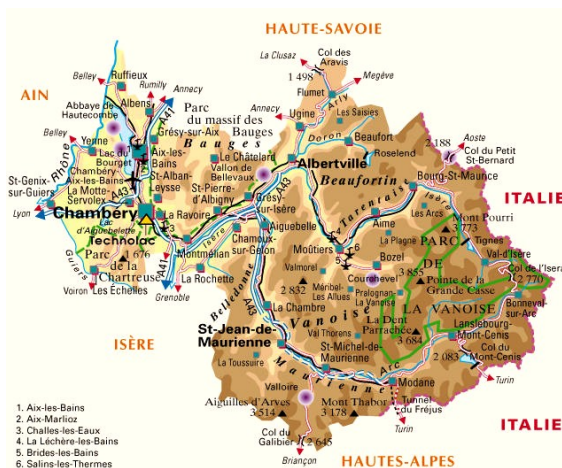 HAUTE-SAVOIE
AIN
ISÈRE
HAUTES-ALPES
ITALIE
ITALIE
La Clusaz
Col des
Aravis
1 498
Megève
Flumet
Arly
Annecy
Ugine
Les Saisies
Belley
Ruffieux
Rumilly
Annecy
Abbaye de
Hautecombe
Albens
A41
Parc
du massif des
Bauges
Grésy-sur-Aix
Bauges
Belley
Yenne
Rhône
Lac du
Bourget
Aix-les-
Bains
Chambéry-
Aix-les-Bains
Le Châtelard
Vallon de
Bellevaux
Doron
Beaufort
Roselend
2 188
Aoste
Col du Petit
St-Bernard
Albertville
Beaufortin
Bourg-St-Maurice
St-Genix-
sur-Guiers
La Motte-
Servolex
St-Alban-
Leysse
St-Pierre-
d'Albigny
A43
A43
Grésy-
sur-Isère
Lyon
Chambéry
La Ravoire
Lac
d'Aiguebelette
Technolac
Isère
Aiguebelle
Tarentaise
Aime
Isère
Les Arcs
Mont Pourri
3 773
Tignes
Guiers
Parc
1 676
de la
Chartreuse
Montmélian
Chamoux-
sur-Gelon
Moûtiers
La Plagne
PARC
DE
LA VANOISE
Val-d'Isère
Col de l'Iseran
2 770
Voiron
Les Échelles
A41
Grenoble
La Rochette
Belledonne
Valmorel
2 832
Bozel
Courchevel
Méribel-
Les Allues
Pralognan-
La Vanoise
3 855
Pointe de la
Grande Casse
Bonneval-
sur-Arc
A43
La Chambre
Vanoise
Val Thorens
La Dent
Parrachée
3 684
Lanslebourg-
Mont-Cenis
St-Jean-de-
Maurienne
St-Michel-de-
Maurienne
2 083
Col du
Mont-Cenis
La Toussuire
Maurienne
Arc
Modane
Turin
Valloire
Aiguilles d'Arves
3 514
Mont Thabor
3 178
Tunnel
du Fréjus
Turin
Col du
Galibier
2 645
Briançon
5
6
1. Aix-les-Bains
2. Aix-Marlioz
3. Challes-les-Eaux
4. La Léchère-les-Bains
5. Brides-les-Bains
6. Salins-les-Thermes